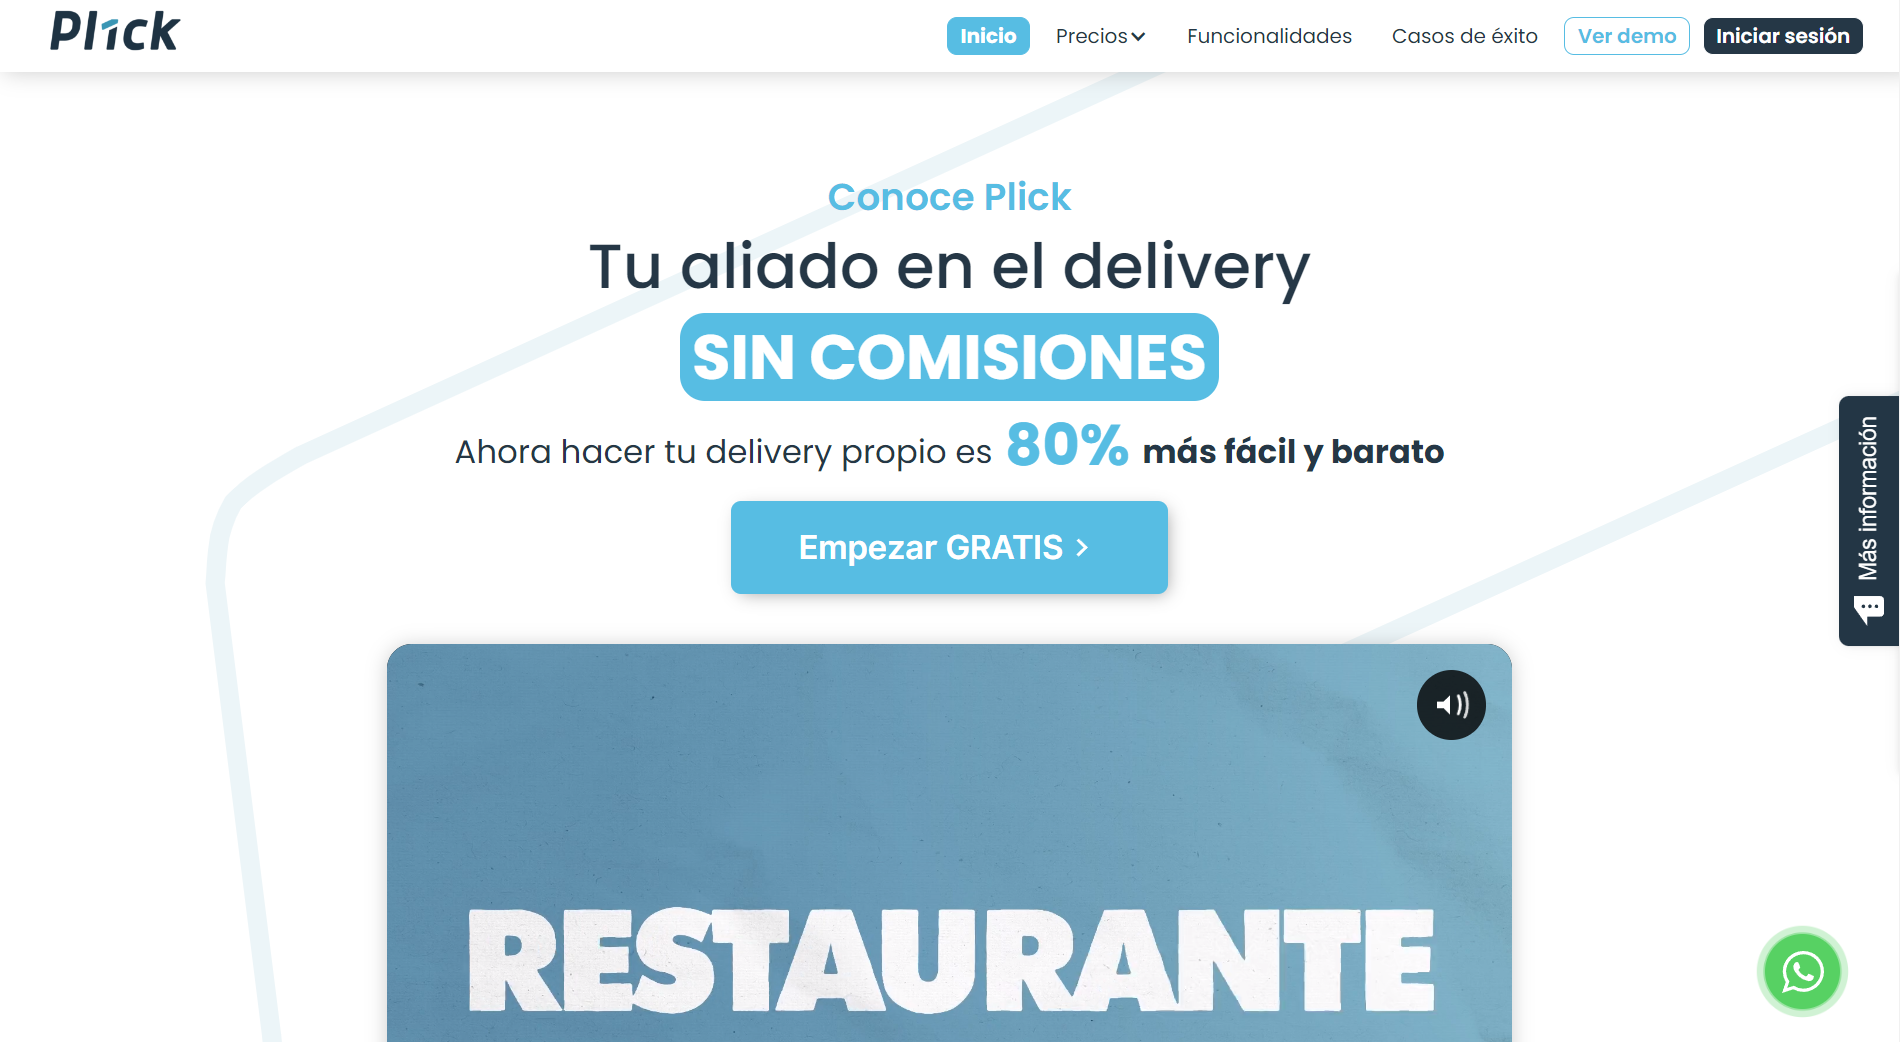 Plick
Inicio
Precios
Funcionalidades
Casos de éxito
Ver demo
Iniciar sesión
Conoce Plick
Tu aliado en el delivery
SIN COMISIONES
Ahora hacer tu delivery propio es 80% más fácil y barato
Empezar GRATIS >
Más información
RESTAURANTE